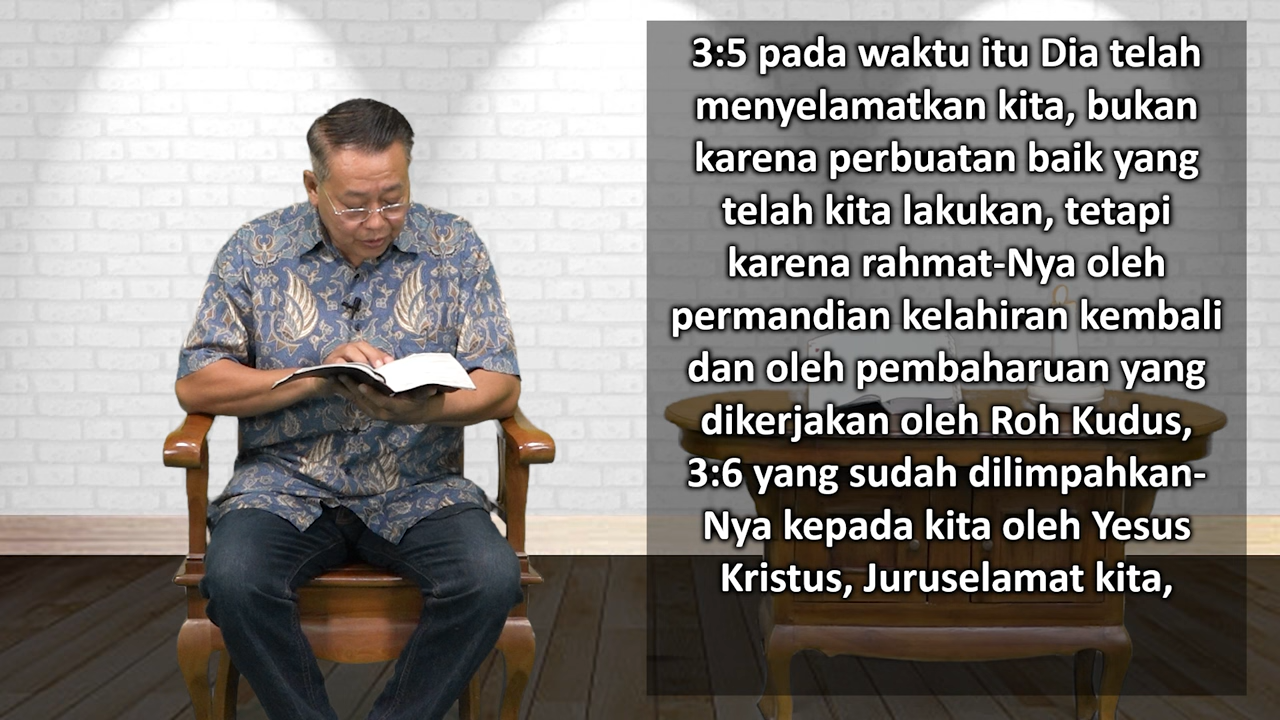 3:5 pada waktu itu Dia telah
menyelamatkan kita, bukan
karena perbuatan baik yang
telah kita lakukan, tetapi
karena rahmat-Nya oleh
permandian kelahiran kembali
dan oleh pembaharuan yang
dikerjakan oleh Roh Kudus,
3:6 yang sudah dilimpahkan-
Nya kepada kita oleh Yesus
Kristus, Juruselamat kita,